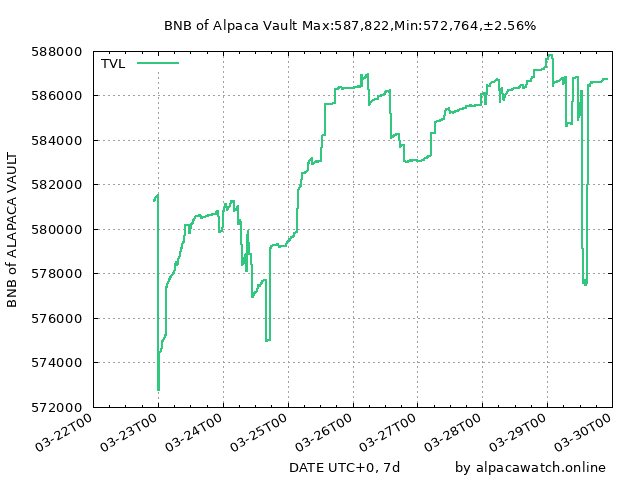 BNB of Alpaca Vault Max:587,822,Min:572,764,±2.56%
TVL
588000
586000
584000
582000
580000
578000
576000
574000
572000
BNB of ALAPACA VAULT
03-22T00
03-23T00
03-24T00
03-25T00
03-26T00
03-27T00
03-28T00
03-29T00
03-30T00
DATE UTC+0, 7d
by alpacawatch.online